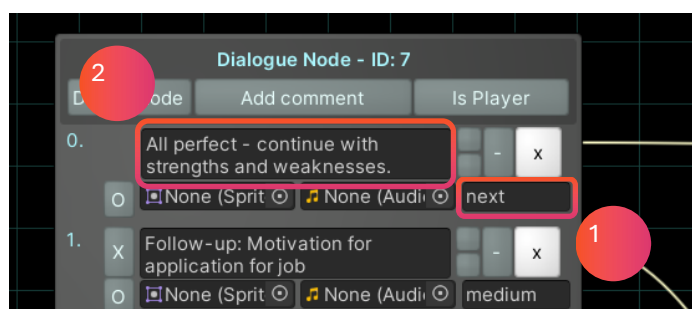 Dialogue Node - ID: 7
2
D ode Add comment Is Player
0.
All perfect - continue with
strengths and weaknesses.
- x
O None (Sprit None (Audi next
1.
X Follow-up: Motivation for
application for job
- x
1
O None (Sprit None (Audi medium